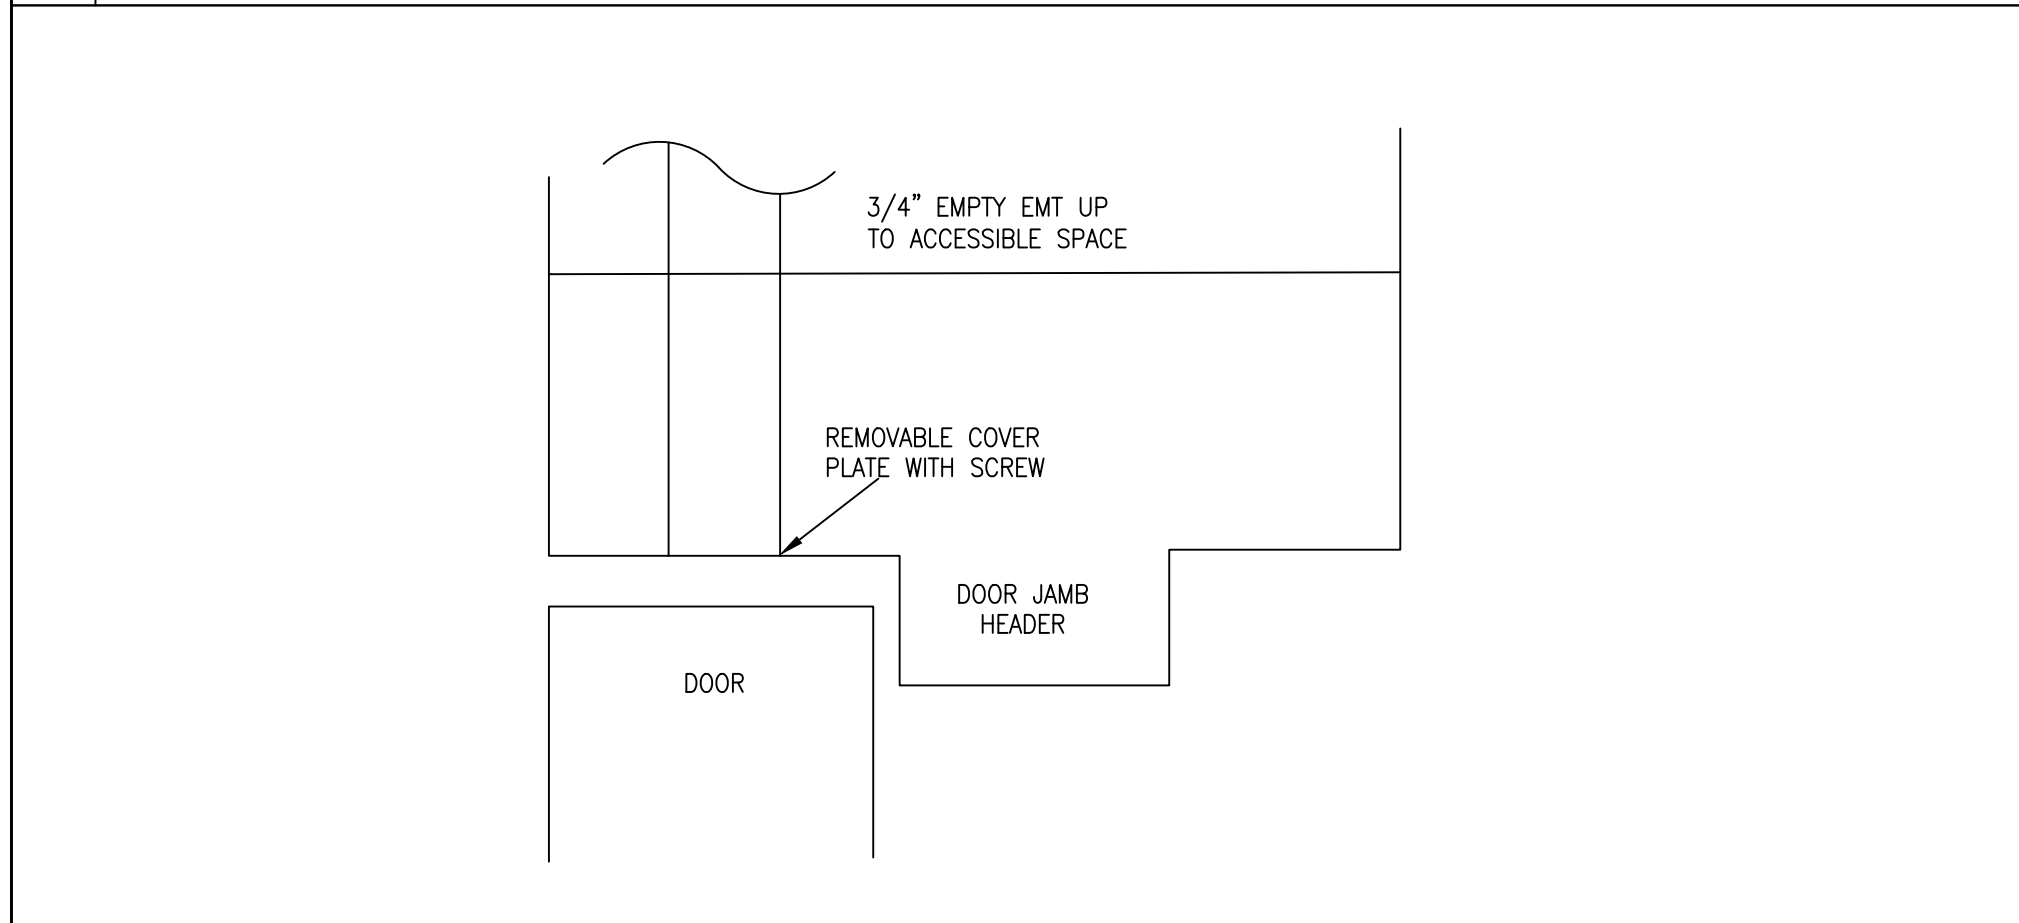 3/4” EMPTY EMT UP
TO ACCESSIBLE SPACE
REMOVABLE COVER
PLATE WITH SCREW
DOOR JAMB
HEADER
DOOR